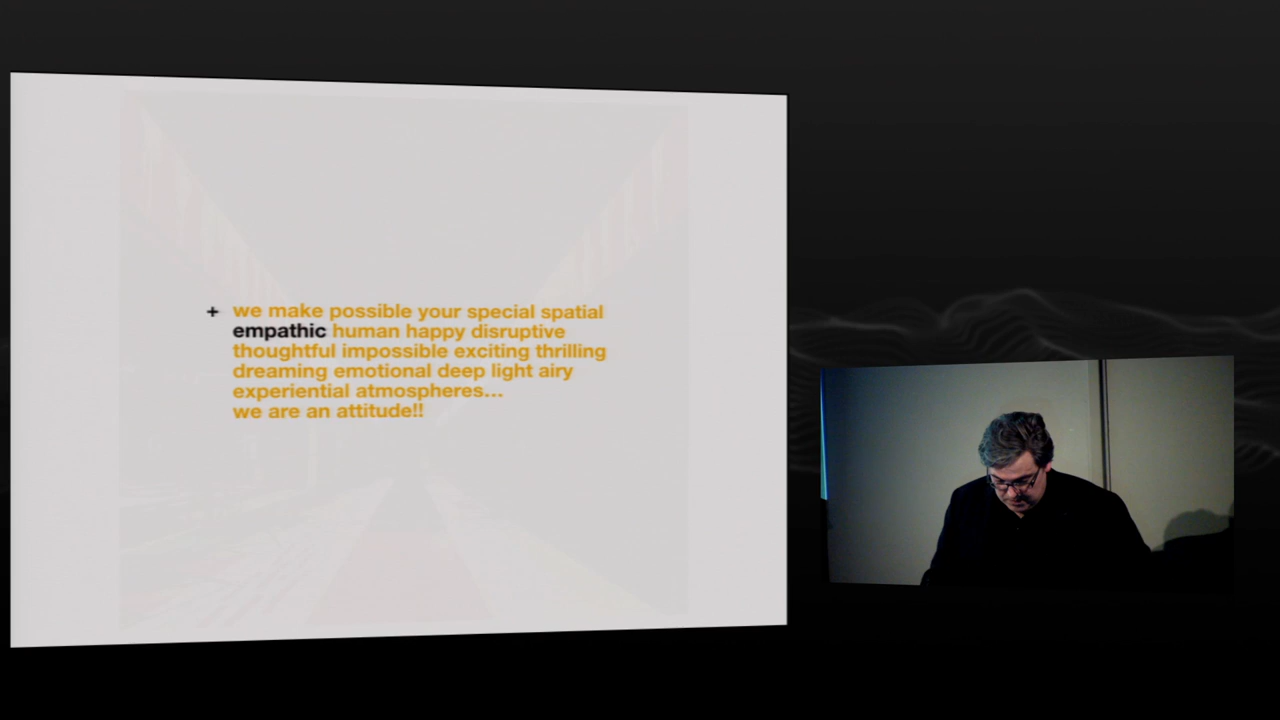 + we make possible your special spatial
empathic human happy disruptive
thoughtful impossible exciting thrilling
dreaming emotional deep light airy
experiential atmospheres...
we are an attitude!!